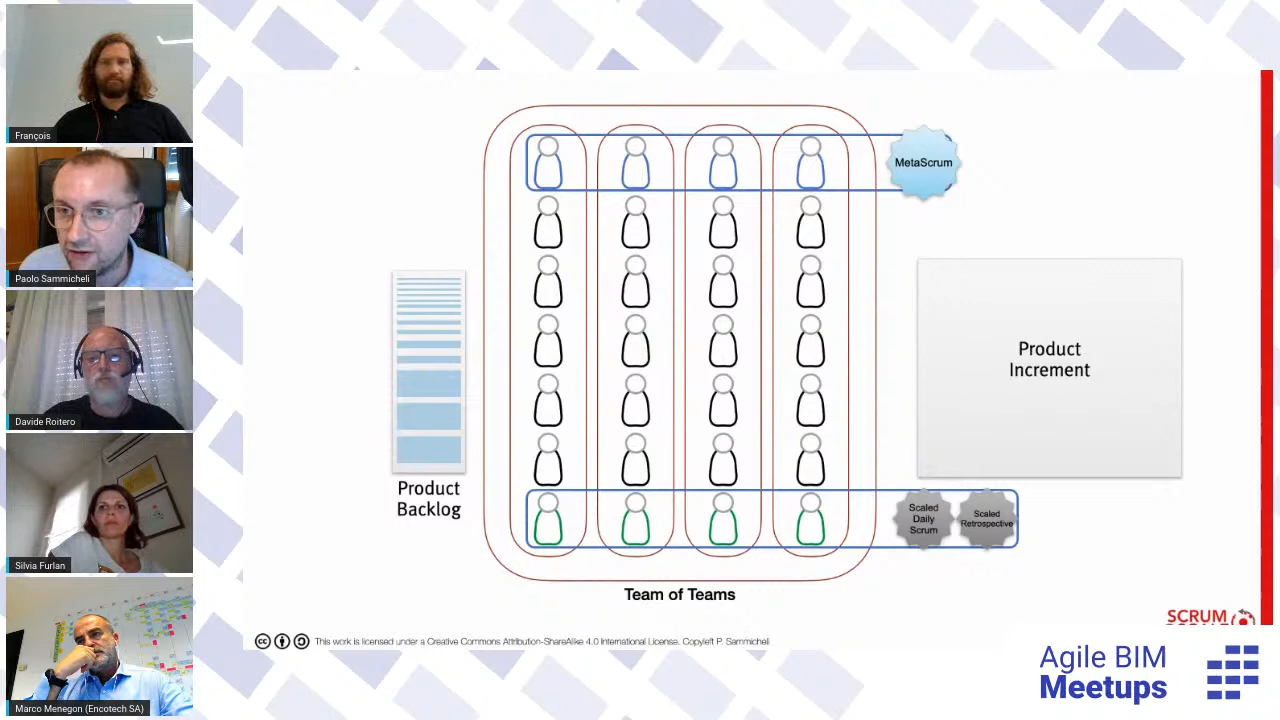 François
Paolo Sammicheli
Davide Roitero
Silvia Furlan
Marco Menegon (Encotech SA)
MetaScrum
Product
Backlog
Product
Increment
Scaled
Daily
Scrum
Scaled
Retrospective
Team of Teams
This work is licensed under a Creative Commons Attribution-ShareAlike 4.0 International License. Copyleft P. Sammicheli
SCRUM
Agile BIM
Meetups